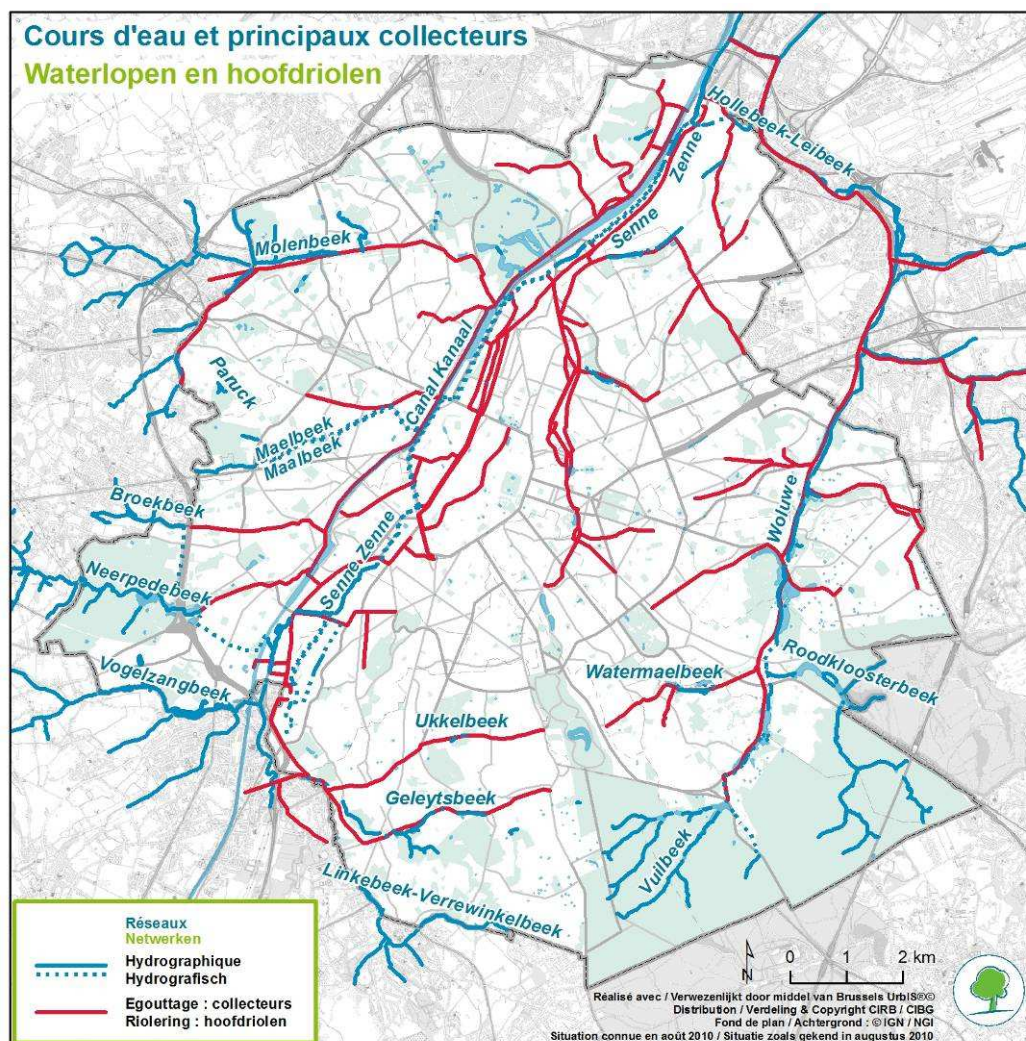 Cours d'eau et principaux collecteurs
Waterlopen en hoofdriolen
Hollebeek-Leibeek
Zenne
Senne
Molenbeek
Canal Kanaal
Paruck
Maelbeek
Maalbeek
Broekbeek
Woluwe
Senne Zenne
Neerpedebeek
Roodkloosterbeek
Vogelzangbeek
Watermaelbeek
Ukkelbeek
Geleytsbeek
Vuilbeek
Linkebeek-Verrewinkelbeek
Réseaux
Netwerken
Hydrographique
Hydrografisch
Egouttage : collecteurs
Riolering : hoofdriolen
N
0 1 2 km
Réalisé avec / Verwezenlijkt door middel van Brussels UrbIS®©
Distribution / Verdeling & Copyright CIRB / CIBG
Fond de plan / Achtergrond : © IGN / NGI
Situation connue en août 2010 / Situatie zoals gekend in augustus 2010